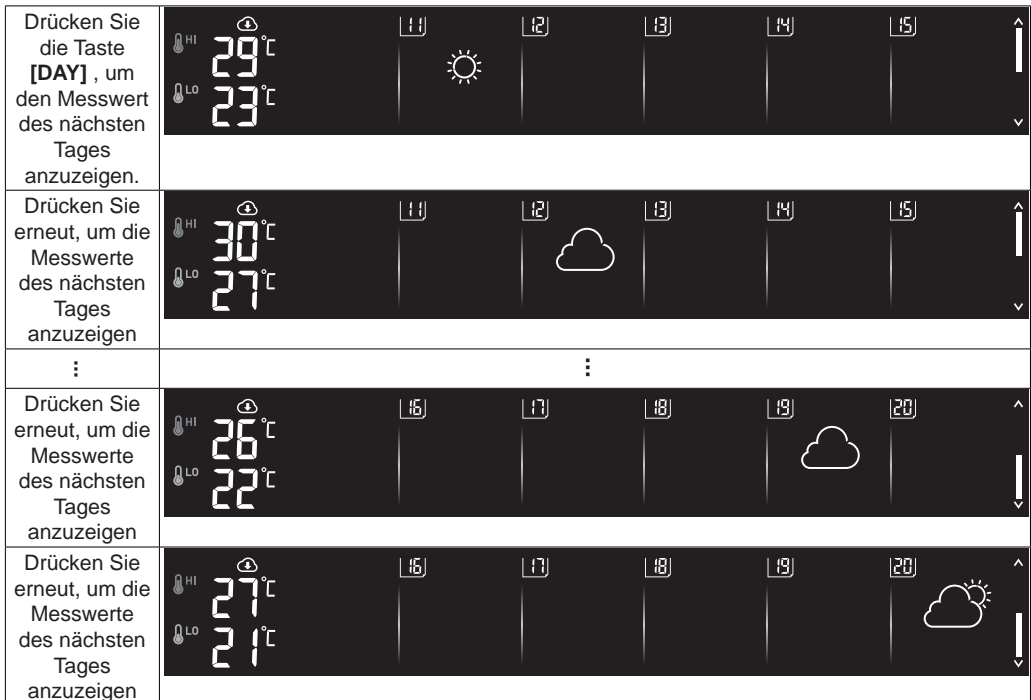 Drücken Sie
die Taste
[DAY] , um
den Messwert
des nächsten
Tages
anzuzeigen.
HI 29°C 11 12 13 14 15
LO 23°C
Drücken Sie
erneut, um die
Messwerte
des nächsten
Tages
anzuzeigen
HI 30°C 11 12 13 14 15
LO 27°C
⋮ ⋮
Drücken Sie
erneut, um die
Messwerte
des nächsten
Tages
anzuzeigen
HI 26°C 16 17 18 19 20
LO 22°C
Drücken Sie
erneut, um die
Messwerte
des nächsten
Tages
anzuzeigen
HI 27°C 16 17 18 19 20
LO 21°C